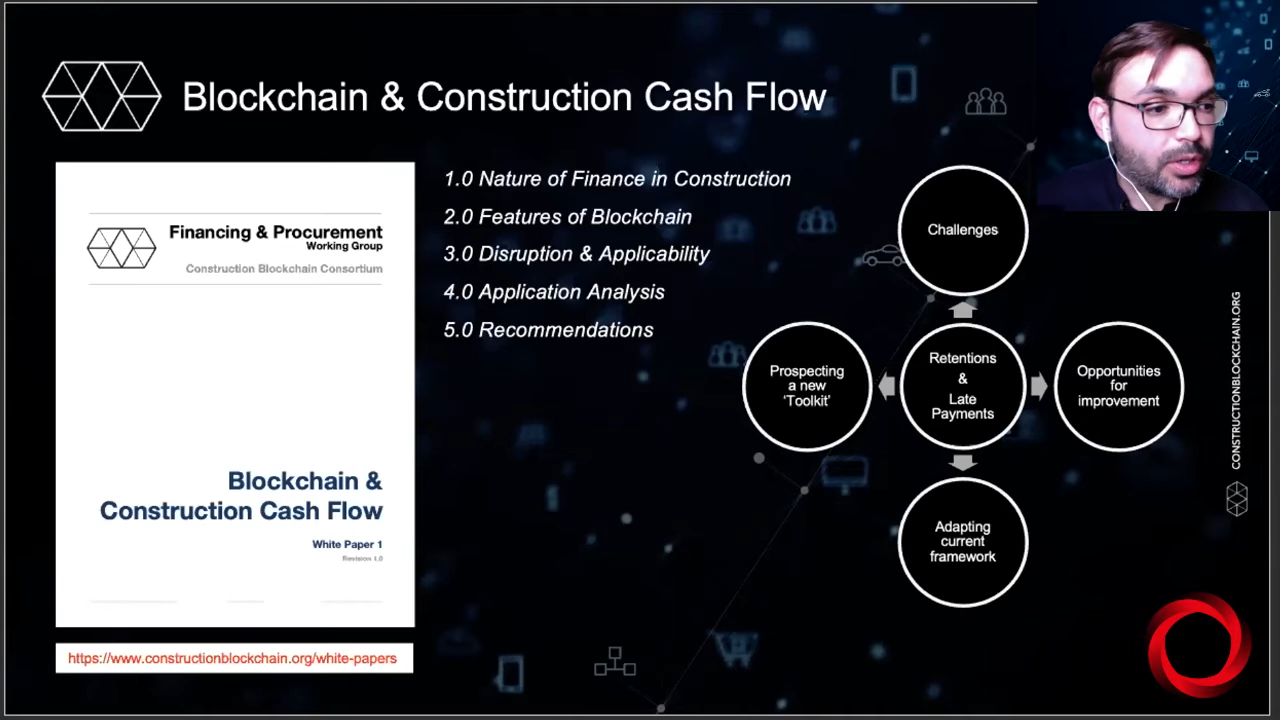 Blockchain & Construction Cash Flow
Financing & Procurement
Working Group
Construction Blockchain Consortium
Blockchain &
Construction Cash Flow
White Paper 1
Revision 1.0
https://www.constructionblockchain.org/white-papers
1.0 Nature of Finance in Construction
2.0 Features of Blockchain
3.0 Disruption & Applicability
4.0 Application Analysis
5.0 Recommendations
Challenges
Prospecting
a new
‘Toolkit’
Retentions
&
Late
Payments
Opportunities
for
improvement
Adapting
current
framework
CONSTRUCTIONBLOCKCHAIN.ORG